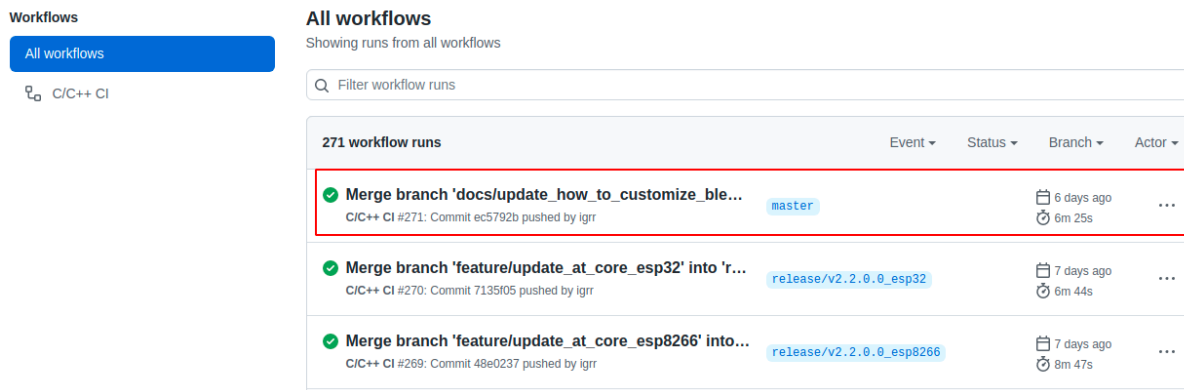 Workflows
All workflows
C/C++ CI
All workflows
Showing runs from all workflows
Filter workflow runs
271 workflow runs
Event
Status
Branch
Actor
Merge branch 'docs/update_how_to_customize_ble…
C/C++ CI #271: Commit ec5792b pushed by igrr
master
6 days ago
6m 25s
Merge branch 'feature/update_at_core_esp32' into 'r…
C/C++ CI #270: Commit 7135f05 pushed by igrr
release/v2.2.0.0_esp32
7 days ago
6m 44s
Merge branch 'feature/update_at_core_esp8266' into…
C/C++ CI #269: Commit 48e0237 pushed by igrr
release/v2.2.0.0_esp8266
7 days ago
8m 47s